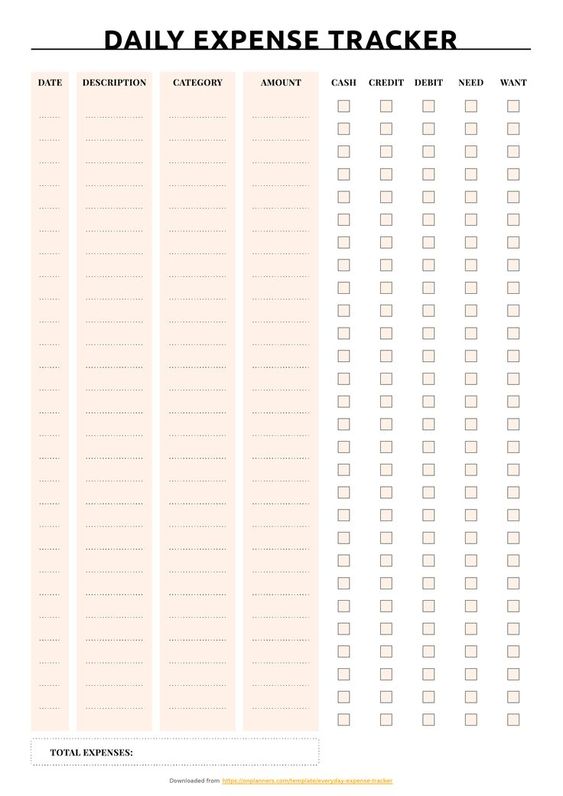 DAILY EXPENSE TRACKER
DATE DESCRIPTION CATEGORY AMOUNT CASH CREDIT DEBIT NEED WANT
TOTAL EXPENSES:
Downloaded from https://onplanners.com/template/everyday-expense-tracker